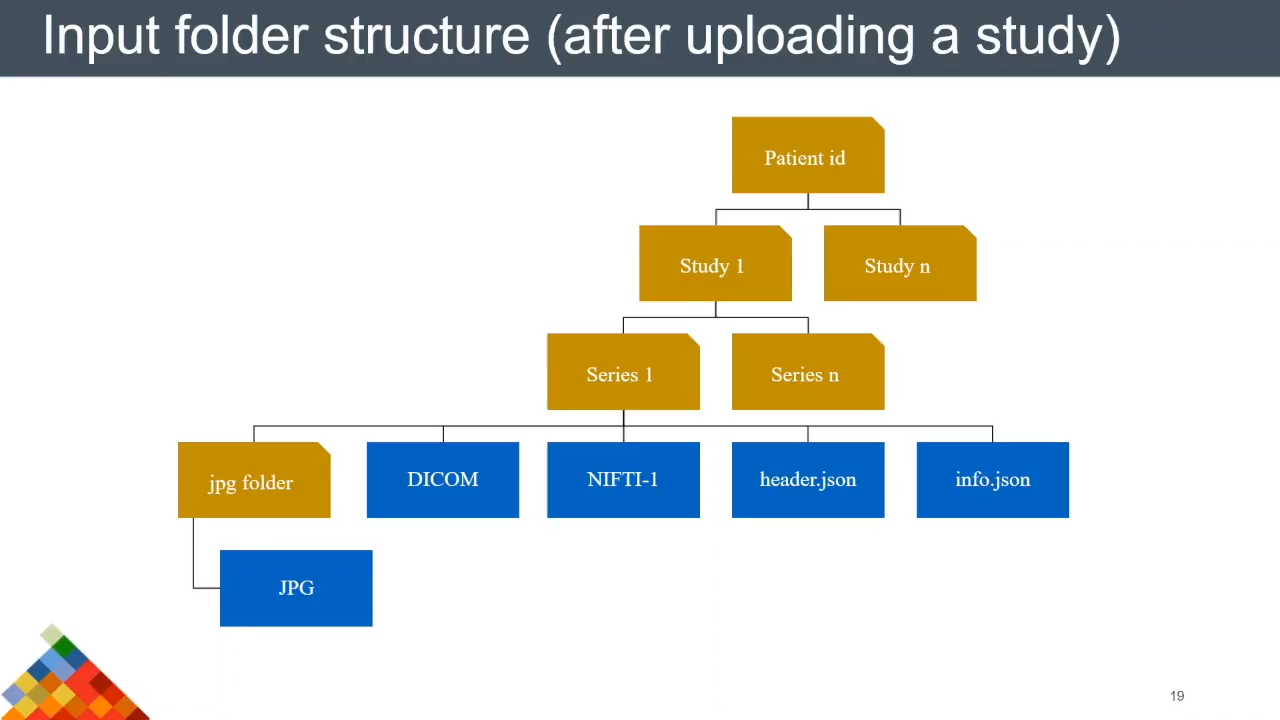 Input folder structure (after uploading a study)
Patient id
Study 1
Study n
Series 1
Series n
jpg folder
DICOM
NIFTI-1
header.json
info.json
JPG
19